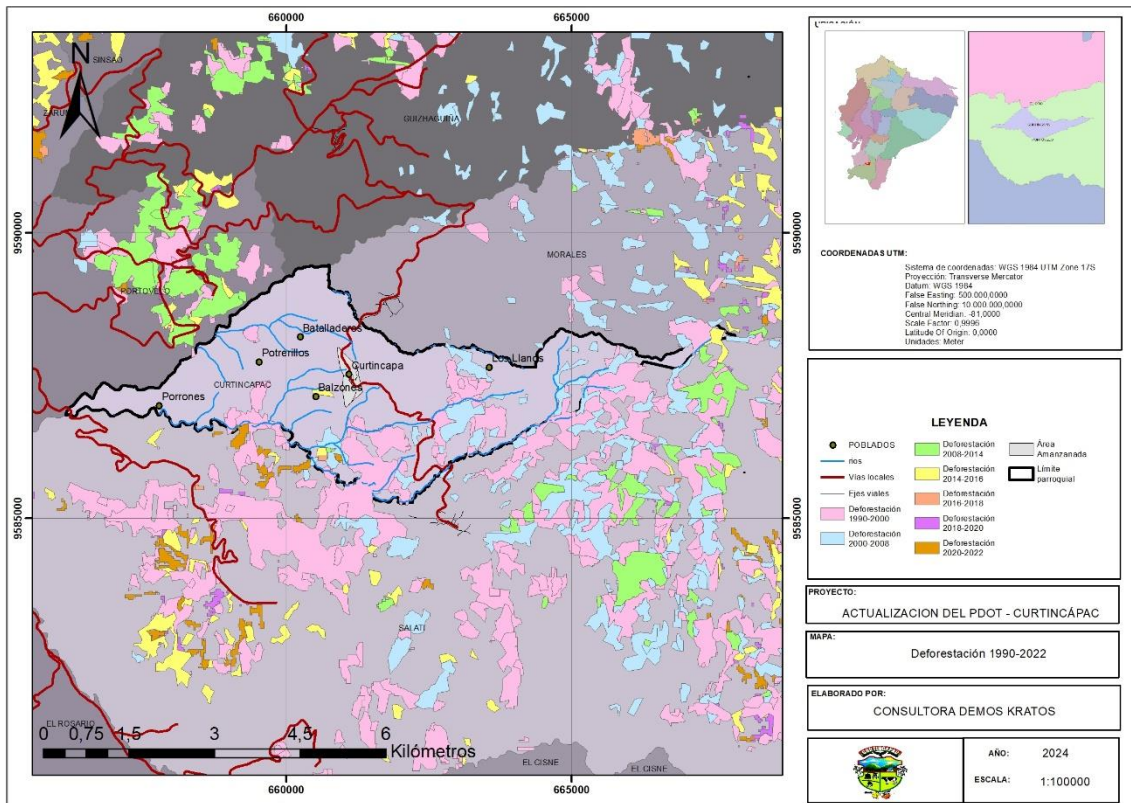 660000
665000
9590000
9585000
9590000
9585000
660000
665000
N
SINSAO
GUIZHAGUIÑA
MORALES
PORTOVELO
Batalladeros
Potrerillos
Curtincapa
Los Llanos
CURTINCAPAC
Balzones
Porrones
SALATI
EL ROSARIO
EL CISNE
EL CISNE
0 0,75 1,5 3 4,5 6
Kilómetros
UBICACIÓN
COORDENADAS UTM:
Sistema de coordenadas: WGS 1984 UTM Zone 17S
Proyección: Transverse Mercator
Datum: WGS 1984
False Easting: 500.000,0000
False Northing: 10.000.000,0000
Central Meridian: -81,0000
Scale Factor: 0,9996
Latitude Of Origin: 0,0000
Unidades: Meter
LEYENDA
POBLADOS
rios
Vías locales
Ejes viales
Deforestación
1990-2000
Deforestación
2000-2008
Deforestación
2008-2014
Deforestación
2014-2016
Deforestación
2016-2018
Deforestación
2018-2020
Deforestación
2020-2022
Área
Amanzanada
Límite
parroquial
PROYECTO:
ACTUALIZACION DEL PDOT - CURTINCÁPAC
MAPA:
Deforestación 1990-2022
ELABORADO POR:
CONSULTORA DEMOS KRATOS
AÑO: 2024
ESCALA: 1:100000